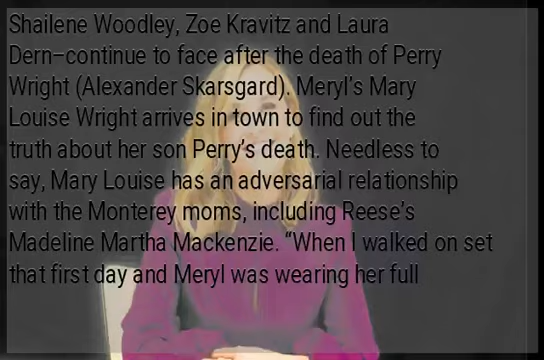 Shailene Woodley, Zoe Kravitz and Laura
Dern–continue to face after the death of Perry
Wright (Alexander Skarsgard). Meryl's Mary
Louise Wright arrives in town to find out the
truth about her son Perry's death. Needless to
say, Mary Louise has an adversarial relationship
with the Monterey moms, including Reese's
Madeline Martha Mackenzie. “When I walked on set
that first day and Meryl was wearing her full